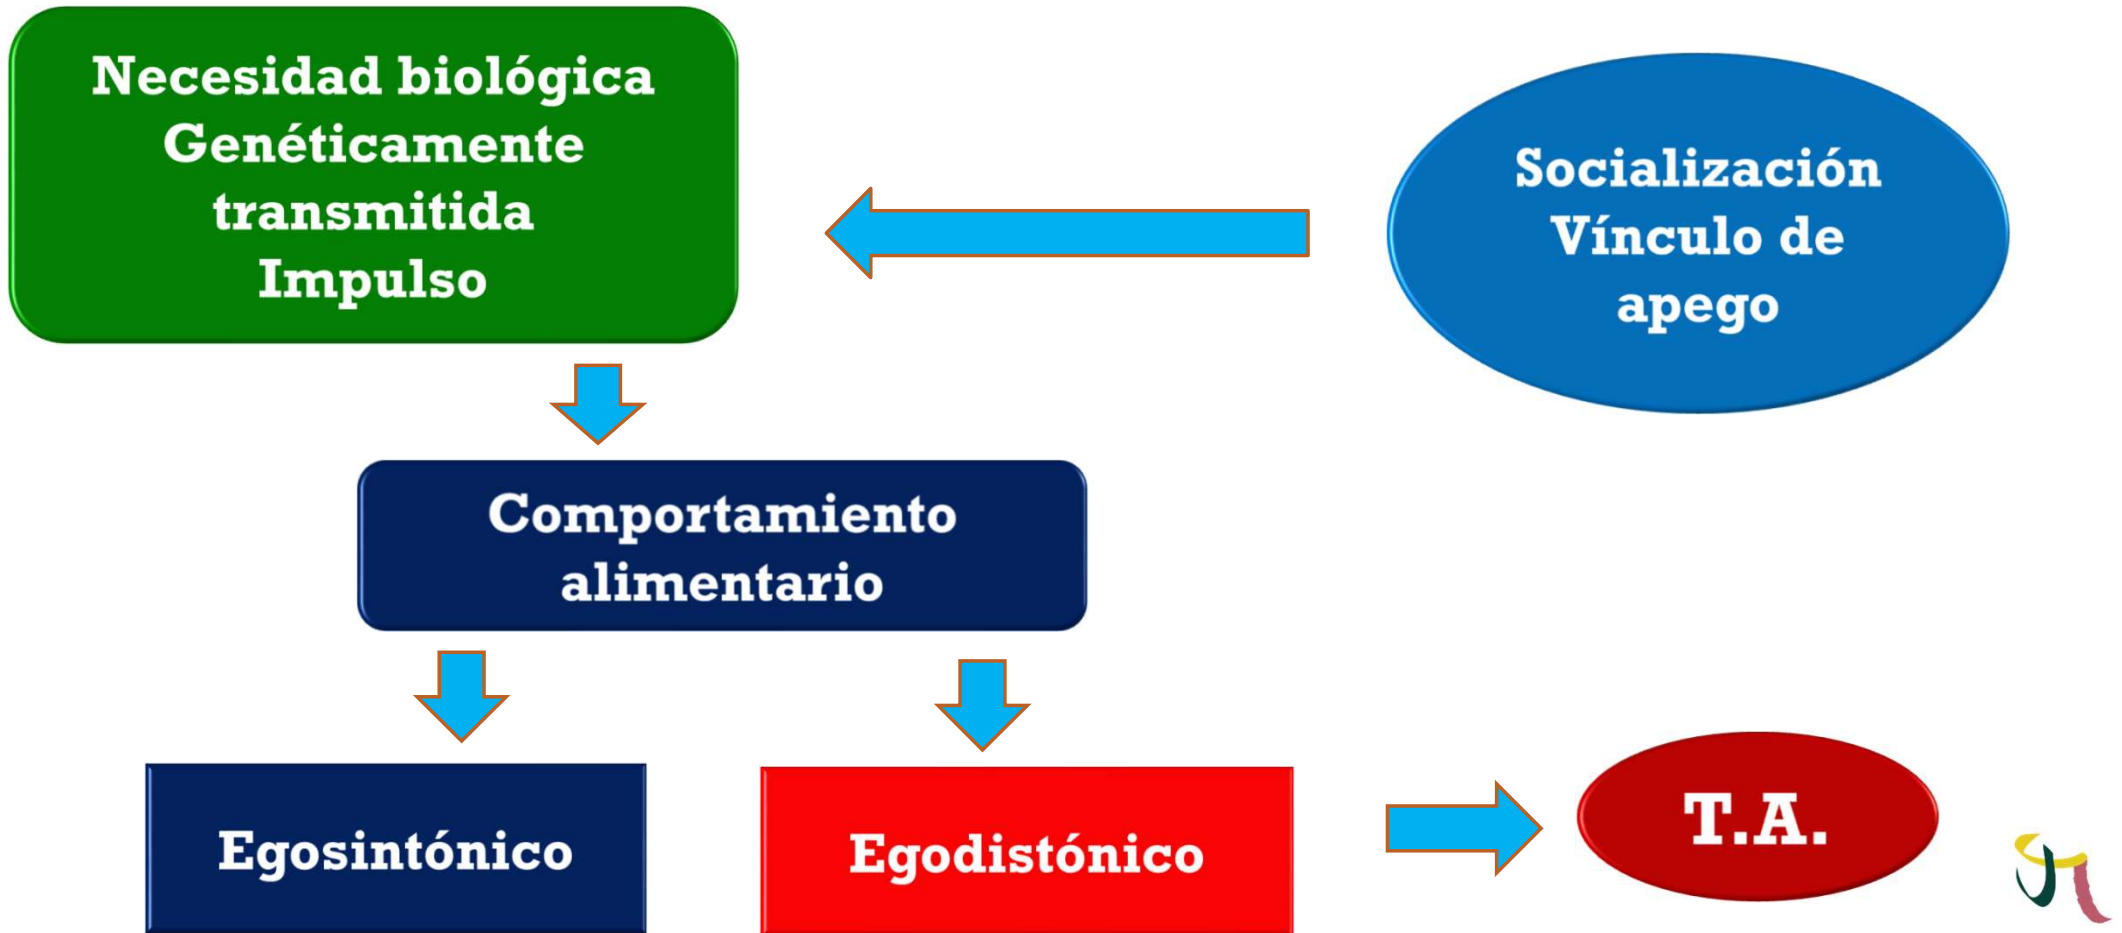 Necesidad biológica
Genéticamente
transmitida
Impulso
Socialización
Vínculo de
apego
Comportamiento
alimentario
Egosintónico
Egodistónico
T.A.